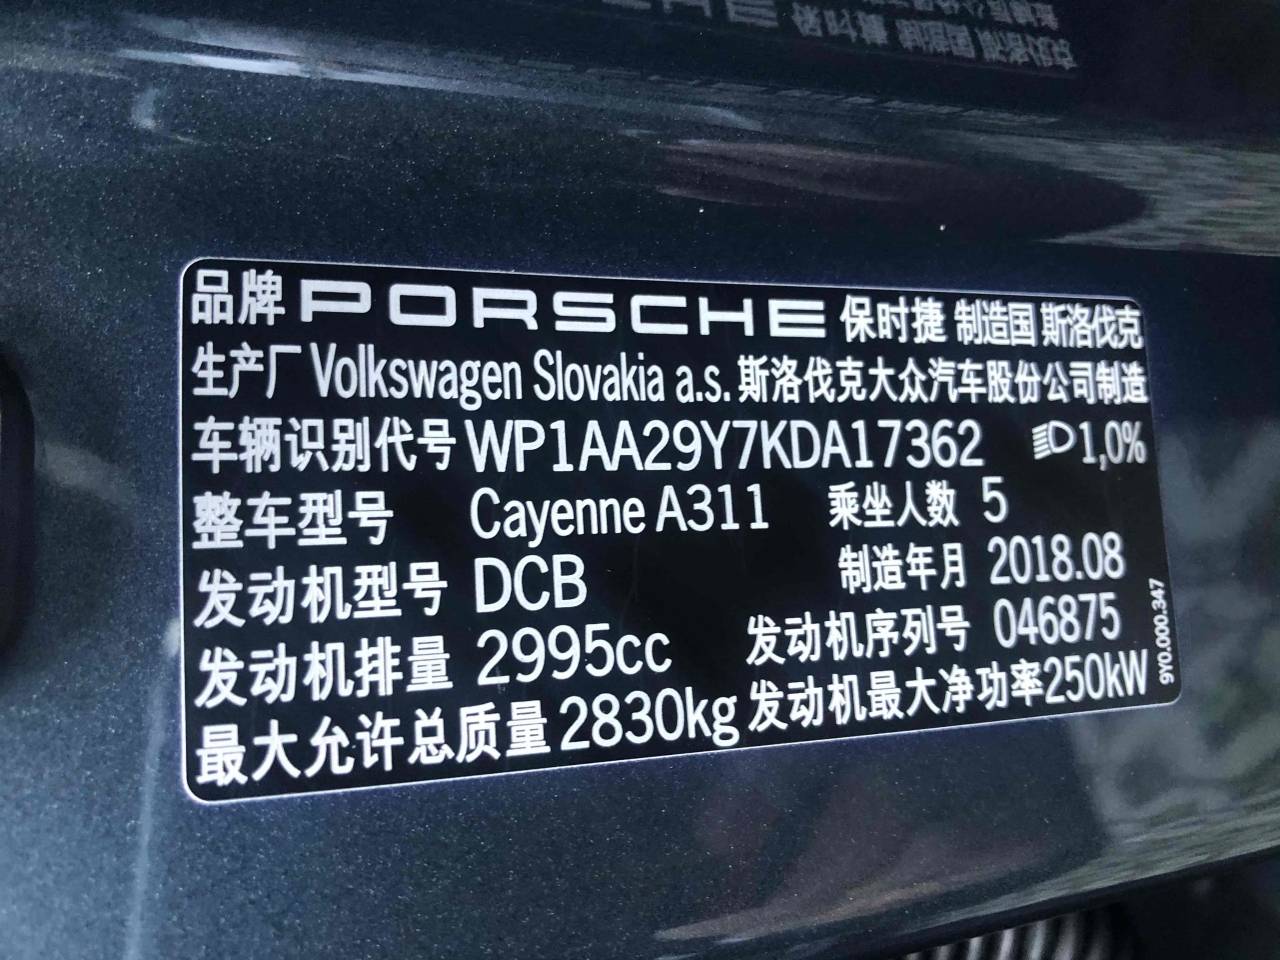 品牌 PORSCHE 保时捷 制造国 斯洛伐克
生产厂 Volkswagen Slovakia a.s. 斯洛伐克大众汽车股份公司制造
车辆识别代号 WP1AA29Y7KDA17362 1,0%
整车型号 Cayenne A311 乘坐人数 5
发动机型号 DCB 制造年月 2018.08
发动机排量 2995cc 发动机序列号 046875
最大允许总质量 2830kg 发动机最大净功率 250kW
9Y0.000.347